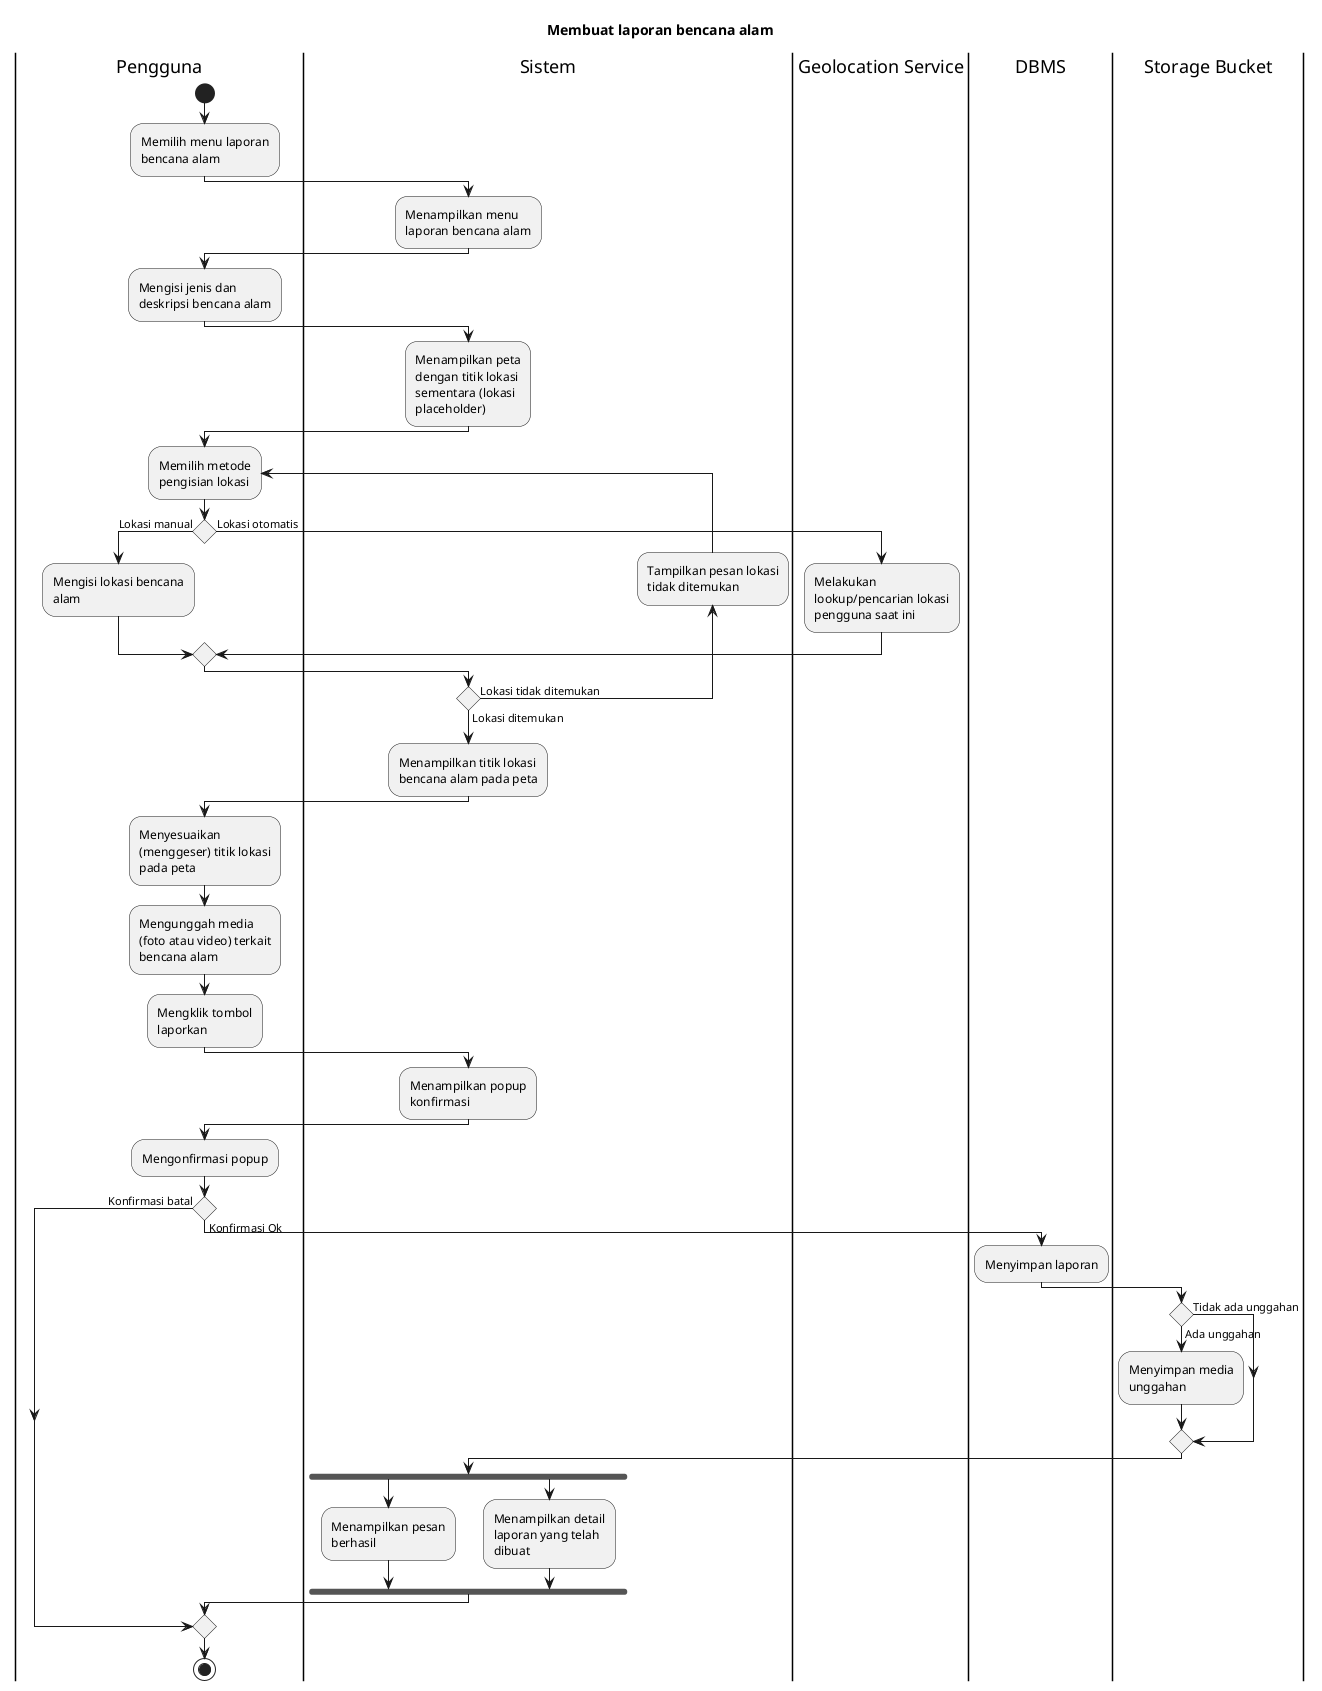 Membuat laporan bencana alam
Pengguna
Sistem
Geolocation Service
DBMS
Storage Bucket
Memilih menu laporan
bencana alam
Menampilkan menu
laporan bencana alam
Mengisi jenis dan
deskripsi bencana alam
Menampilkan peta
dengan titik lokasi
sementara (lokasi
placeholder)
Memilih metode
pengisian lokasi
Lokasi manual
Lokasi otomatis
Mengisi lokasi bencana
alam
Tampilkan pesan lokasi
tidak ditemukan
Melakukan
lookup/pencarian lokasi
pengguna saat ini
Lokasi tidak ditemukan
Lokasi ditemukan
Menampilkan titik lokasi
bencana alam pada peta
Menyesuaikan
(menggeser) titik lokasi
pada peta
Mengunggah media
(foto atau video) terkait
bencana alam
Mengklik tombol
laporkan
Menampilkan popup
konfirmasi
Mengonfirmasi popup
Konfirmasi batal
Konfirmasi Ok
Menyimpan laporan
Tidak ada unggahan
Ada unggahan
Menyimpan media
unggahan
Menampilkan pesan
berhasil
Menampilkan detail
laporan yang telah
dibuat